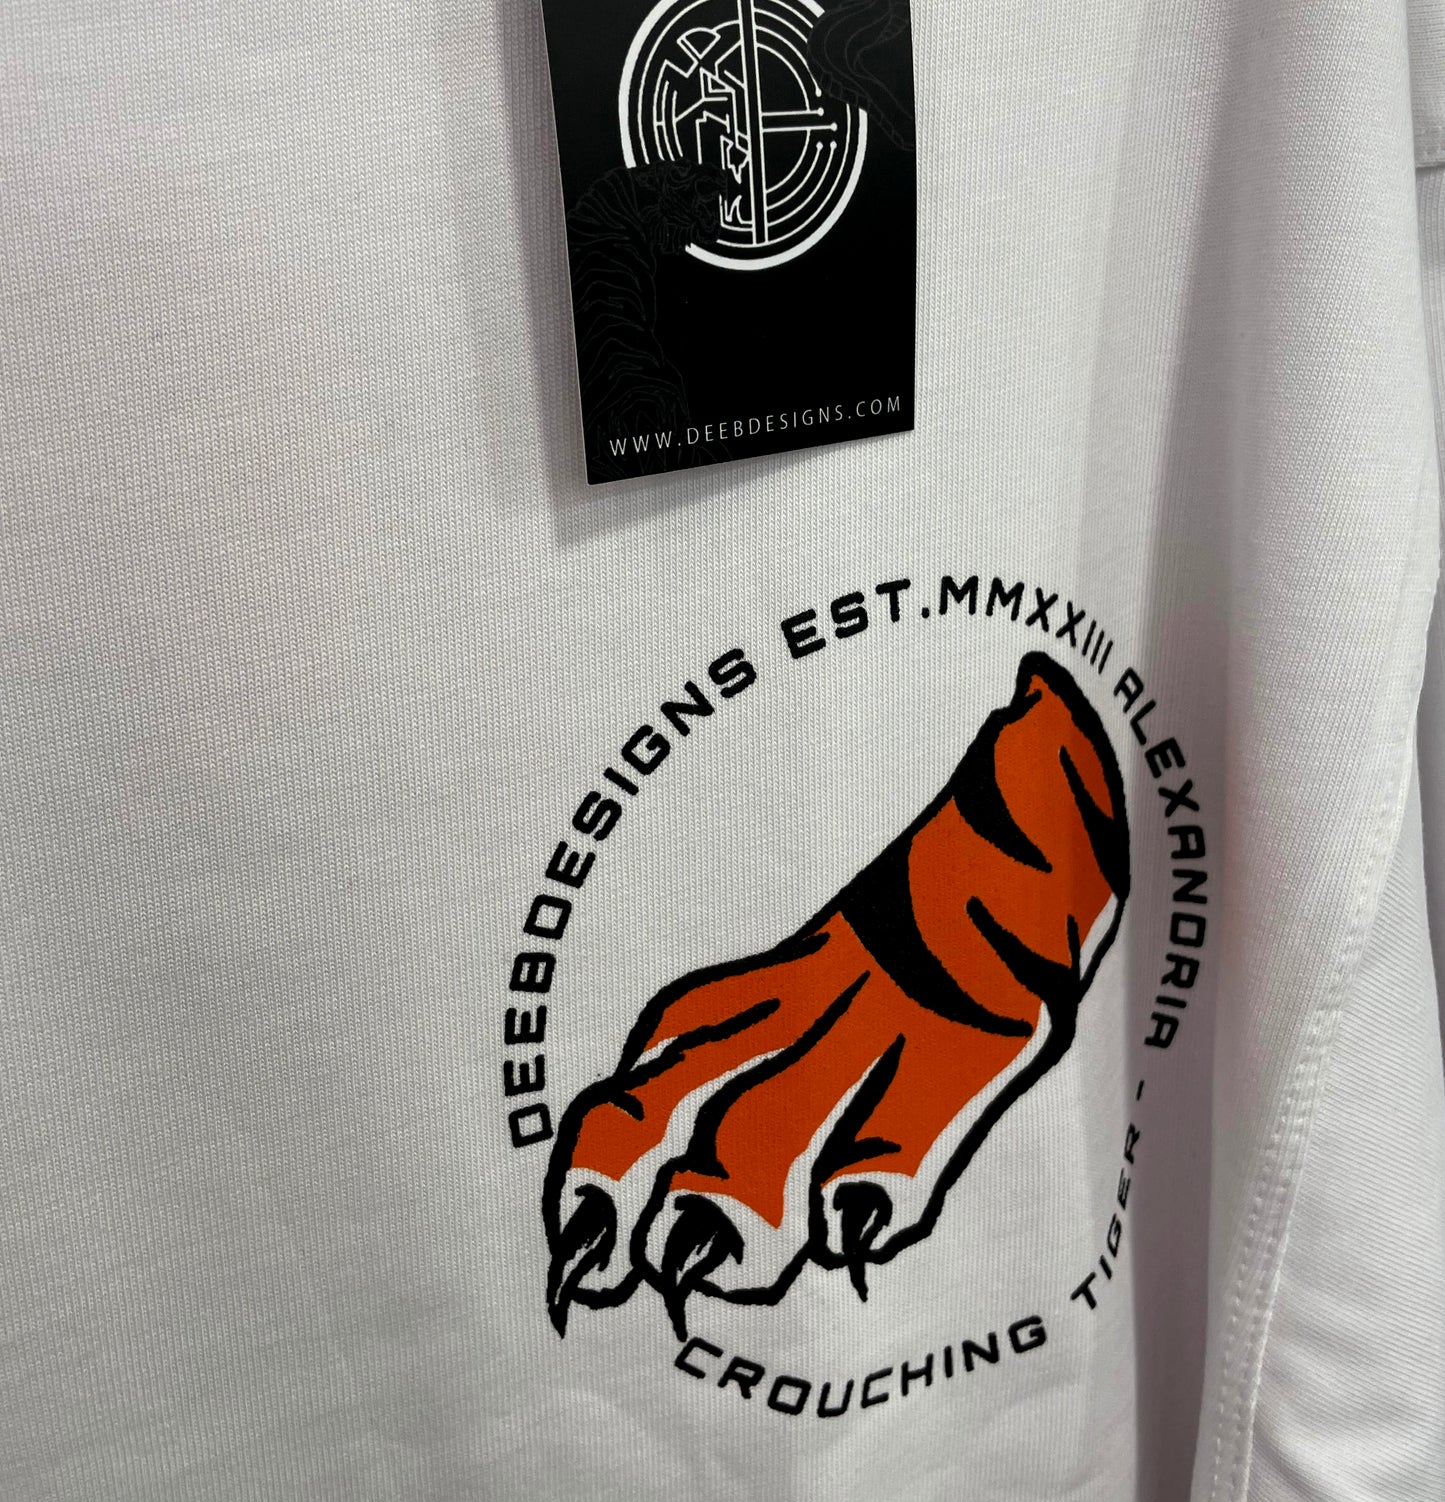 WWW.DEEBDESIGNS.COM
DEEBDESIGNS EST.MMXXIII ALEXANDRIA -
CROUCHING TIGER